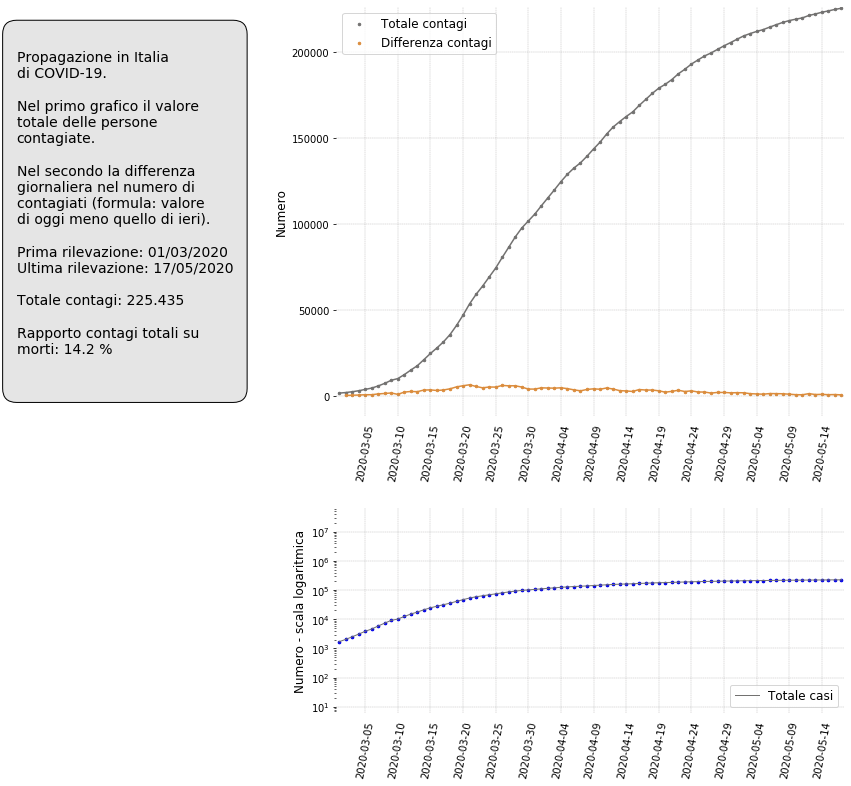 Propagazione in Italia
di COVID-19.
Nel primo grafico il valore
totale delle persone
contagiate.
Nel secondo la differenza
giornaliera nel numero di
contagiati (formula: valore
di oggi meno quello di ieri).
Prima rilevazione: 01/03/2020
Ultima rilevazione: 17/05/2020
Totale contagi: 225.435
Rapporto contagi totali su
morti: 14.2 %
Totale contagi
Differenza contagi
Numero
200000
150000
100000
50000
0
2020-03-05
2020-03-10
2020-03-15
2020-03-20
2020-03-25
2020-03-30
2020-04-04
2020-04-09
2020-04-14
2020-04-19
2020-04-24
2020-04-29
2020-05-04
2020-05-09
2020-05-14
Numero - scala logaritmica
10⁷
10⁶
10⁵
10⁴
10³
10²
10¹
Totale casi
2020-03-05
2020-03-10
2020-03-15
2020-03-20
2020-03-25
2020-03-30
2020-04-04
2020-04-09
2020-04-14
2020-04-19
2020-04-24
2020-04-29
2020-05-04
2020-05-09
2020-05-14